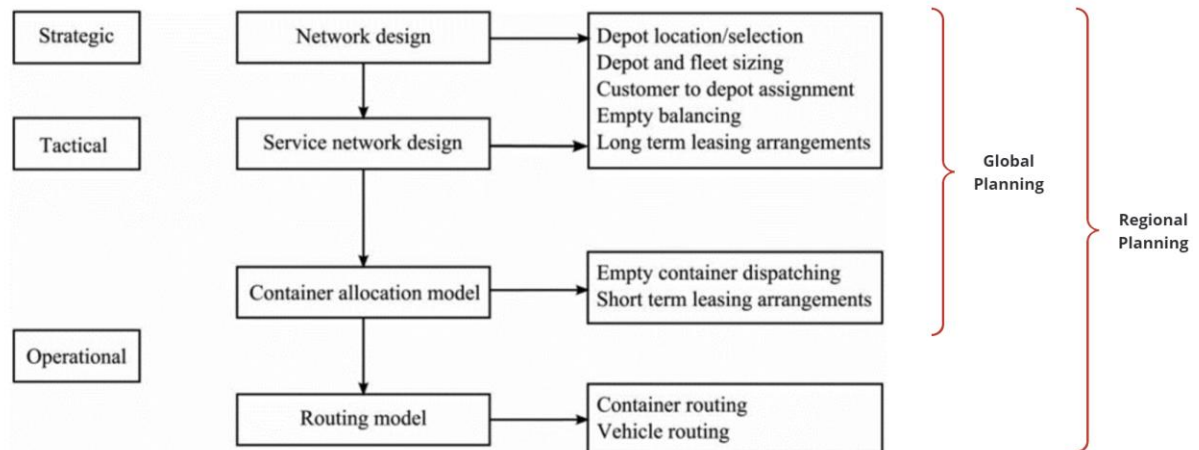 Strategic
Network design
Depot location/selection
Depot and fleet sizing
Customer to depot assignment
Empty balancing
Long term leasing arrangements
Tactical
Service network design
Global
Planning
Regional
Planning
Container allocation model
Empty container dispatching
Short term leasing arrangements
Operational
Routing model
Container routing
Vehicle routing